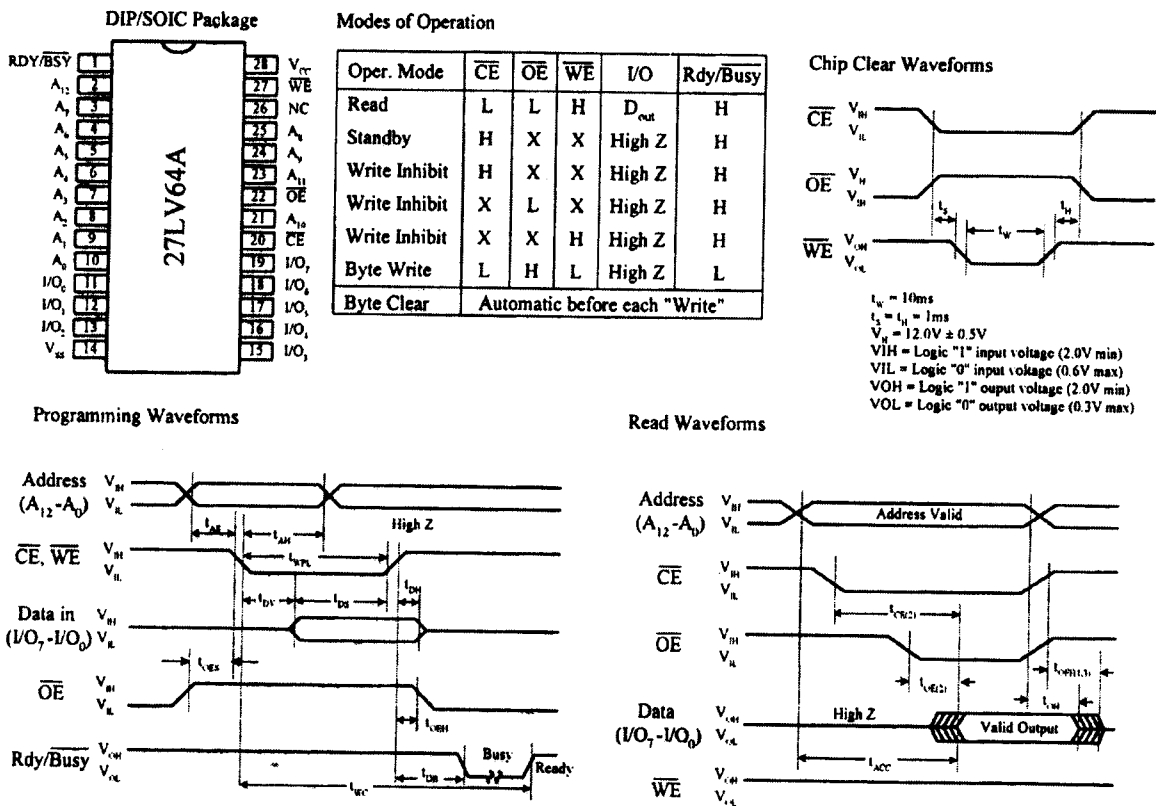 DIP/SOIC Package
RDY/BSY 1
A12 2
A7 3
A6 4
A5 5
A4 6
A3 7
A2 8
A1 9
A0 10
I/O0 11
I/O1 12
I/O2 13
VSS 14
27LV64A
28 VCC
27 WE
26 NC
25 A8
24 A9
23 A11
22 OE
21 A10
20 CE
19 I/O7
18 I/O6
17 I/O5
16 I/O4
15 I/O3
Modes of Operation
Oper. Mode CE OE WE I/O Rdy/Busy
Read L L H Dout H
Standby H X X High Z H
Write Inhibit H X X High Z H
Write Inhibit X L X High Z H
Write Inhibit X X H High Z H
Byte Write L H L High Z L
Byte Clear Automatic before each "Write"
Chip Clear Waveforms
CE VIH
VIL
OE VH
VIH
tS tH
tW
WE VOH
VOL
tW = 10ms
tS = tH = 1ms
VH = 12.0V ± 0.5V
VIH = Logic "1" input voltage (2.0V min)
VIL = Logic "0" input voltage (0.6V max)
VOH = Logic "1" ouput voltage (2.0V min)
VOL = Logic "0" output voltage (0.3V max)
Programming Waveforms
Address VIH
(A12-A0) VIL
tAS tAH High Z
CE, WE VIH
VIL
tWPL
tDH
tDV tDS
Data in VIH
(I/O7-I/O0) VIL
tOES
OE VIH
VIL
tOEH
Rdy/Busy VOH
VOL
Busy
Ready
tDB
tWC
Read Waveforms
Address VIH
(A12-A0) VIL
Address Valid
CE VIH
VIL
tCE(2)
OE VIH
VIL
tOE(2)
tOFF(1,3)
tOH
Data VOH
(I/O7-I/O0) VOL
High Z
Valid Output
tACC
WE VOH
VOL